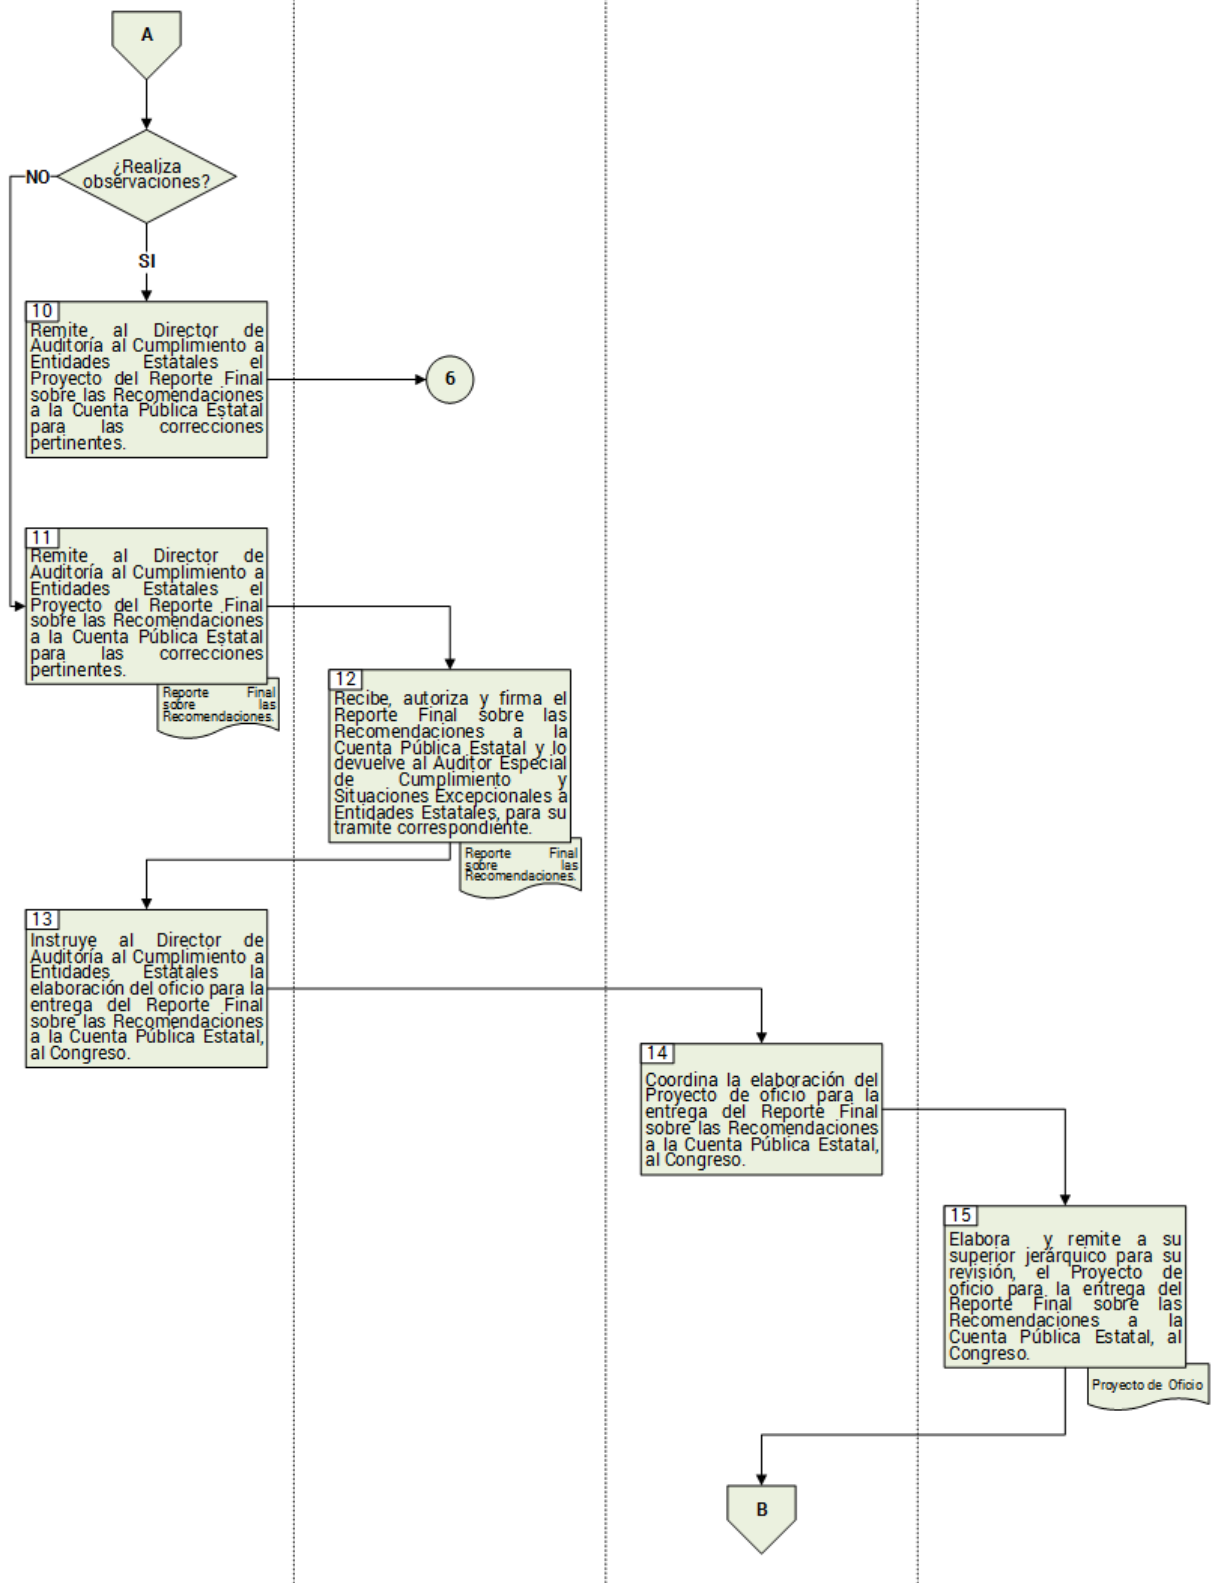 A
¿Realiza
observaciones?
NO
SI
10
Remite al Director de
Auditoría al Cumplimiento a
Entidades Estatales el
Proyecto del Reporte Final
sobre las Recomendaciones
a la Cuenta Pública Estatal
para las correcciones
pertinentes.
6
11
Remite al Director de
Auditoría al Cumplimiento a
Entidades Estatales el
Proyecto del Reporte Final
sobre las Recomendaciones
a la Cuenta Pública Estatal
para las correcciones
pertinentes.
Reporte Final
sobre las
Recomendaciones.
12
Recibe, autoriza y firma el
Reporte Final sobre las
Recomendaciones a la
Cuenta Pública Estatal y lo
devuelve al Auditor Especial
de Cumplimiento y
Situaciones Excepcionales a
Entidades Estatales, para su
tramite correspondiente.
Reporte Final
sobre las
Recomendaciones.
13
Instruye al Director de
Auditoría al Cumplimiento a
Entidades Estatales la
elaboración del oficio para la
entrega del Reporte Final
sobre las Recomendaciones
a la Cuenta Pública Estatal,
al Congreso.
14
Coordina la elaboración del
Proyecto de oficio para la
entrega del Reporte Final
sobre las Recomendaciones
a la Cuenta Pública Estatal,
al Congreso.
15
Elabora y remite a su
superior jerárquico para su
revisión, el Proyecto de
oficio para la entrega del
Reporte Final sobre las
Recomendaciones a la
Cuenta Pública Estatal, al
Congreso.
Proyecto de Oficio
B